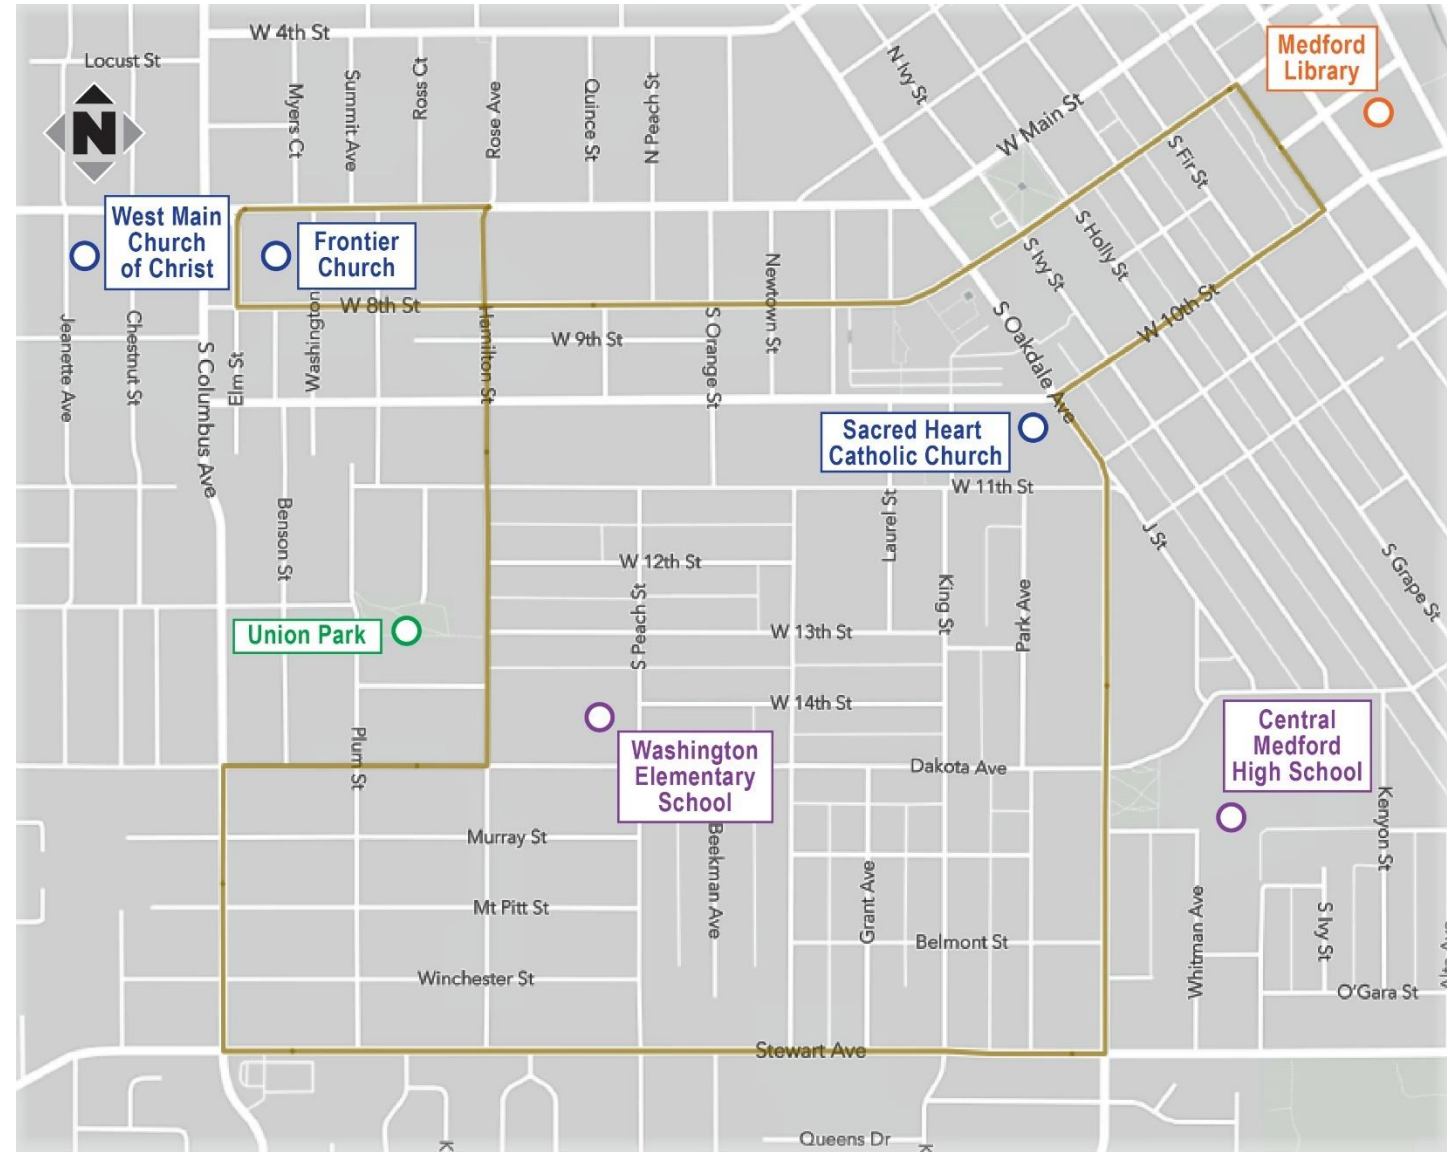 W 4th St
Locust St
Medford
Library
N Ivy St
Myers Ct
Summit Ave
Ross Ct
Rose Ave
Quince St
N Peach St
W Main St
S Fir St
N
West Main
Church
of Christ
Frontier
Church
S Holly St
S Ivy St
Newtown St
W 8th St
Washington
Hamilton St
W 9th St
S Orange St
S Oakdale Ave
W 10th St
Jeanette Ave
Chestnut St
S Columbus Ave
Elm St
Sacred Heart
Catholic Church
W 11th St
Benson St
Laurel St
J St
W 12th St
S Peach St
King St
Park Ave
S Grape St
Union Park
W 13th St
W 14th St
Plum St
Washington
Elementary
School
Dakota Ave
Central
Medford
High School
Kenyon St
Murray St
Beekman Ave
Grant Ave
Mt Pitt St
Belmont St
Whitman Ave
S Ivy St
Winchester St
O'Gara St
Stewart Ave
Queens Dr
K
K